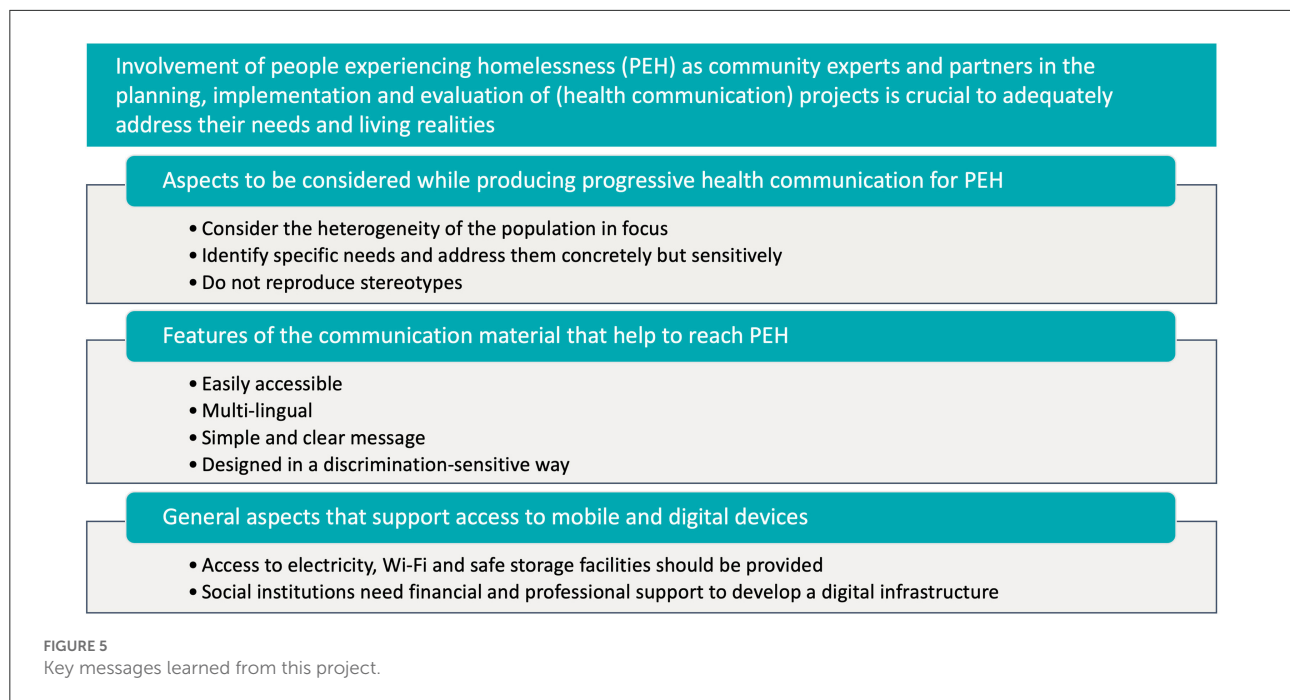 Involvement of people experiencing homelessness (PEH) as community experts and partners in the
planning, implementation and evaluation of (health communication) projects is crucial to adequately
address their needs and living realities
Aspects to be considered while producing progressive health communication for PEH
• Consider the heterogeneity of the population in focus
• Identify specific needs and address them concretely but sensitively
• Do not reproduce stereotypes
Features of the communication material that help to reach PEH
• Easily accessible
• Multi-lingual
• Simple and clear message
• Designed in a discrimination-sensitive way
General aspects that support access to mobile and digital devices
• Access to electricity, Wi-Fi and safe storage facilities should be provided
• Social institutions need financial and professional support to develop a digital infrastructure
FIGURE 5
Key messages learned from this project.